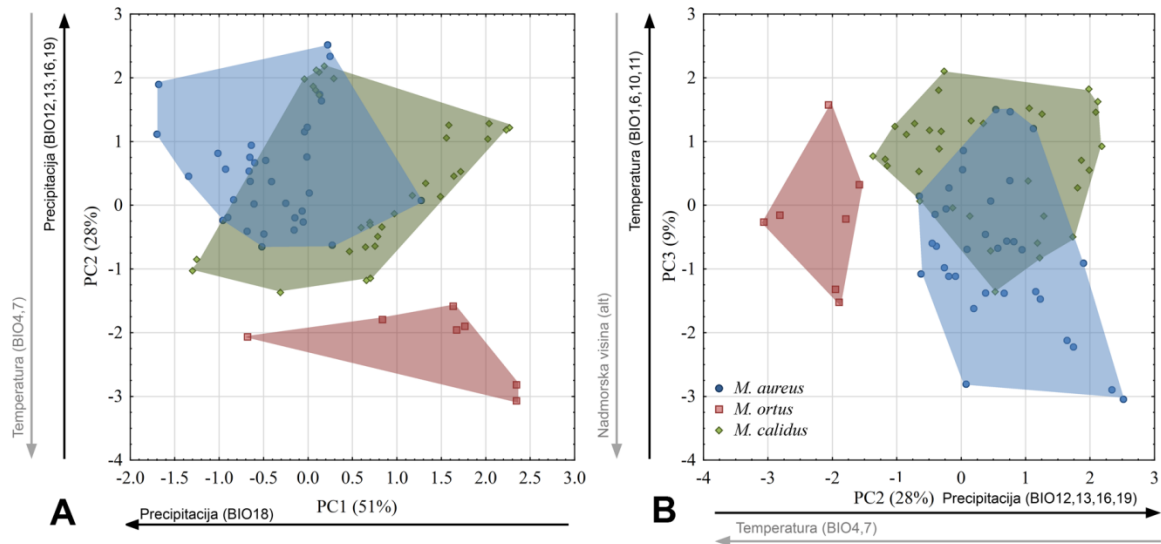 Precipitacija (BIO12,13,16,19)
Temperatura (BIO4,7)
PC2 (28%)
3
2
1
0
-1
-2
-3
-4
-2.0 -1.5 -1.0 -0.5 0.0 0.5 1.0 1.5 2.0 2.5 3.0
PC1 (51%)
A
Precipitacija (BIO18)
Temperatura (BIO1,6,10,11)
Nadmorska visina (alt)
PC3 (9%)
3
2
1
0
-1
-2
-3
-4
M. aureus
M. ortus
M. calidus
-4 -3 -2 -1 0 1 2 3
PC2 (28%) Precipitacija (BIO12,13,16,19)
B
Temperatura (BIO4,7)